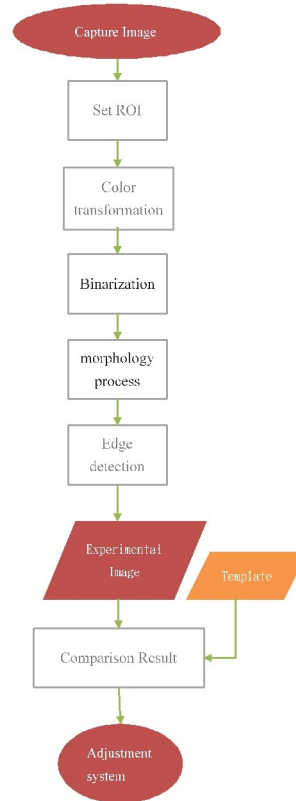 Capture Image
Set ROI
Color
transformation
Binarization
morphology
process
Edge
detection
Experimental
Image
Template
Comparison Result
Adjustment
system